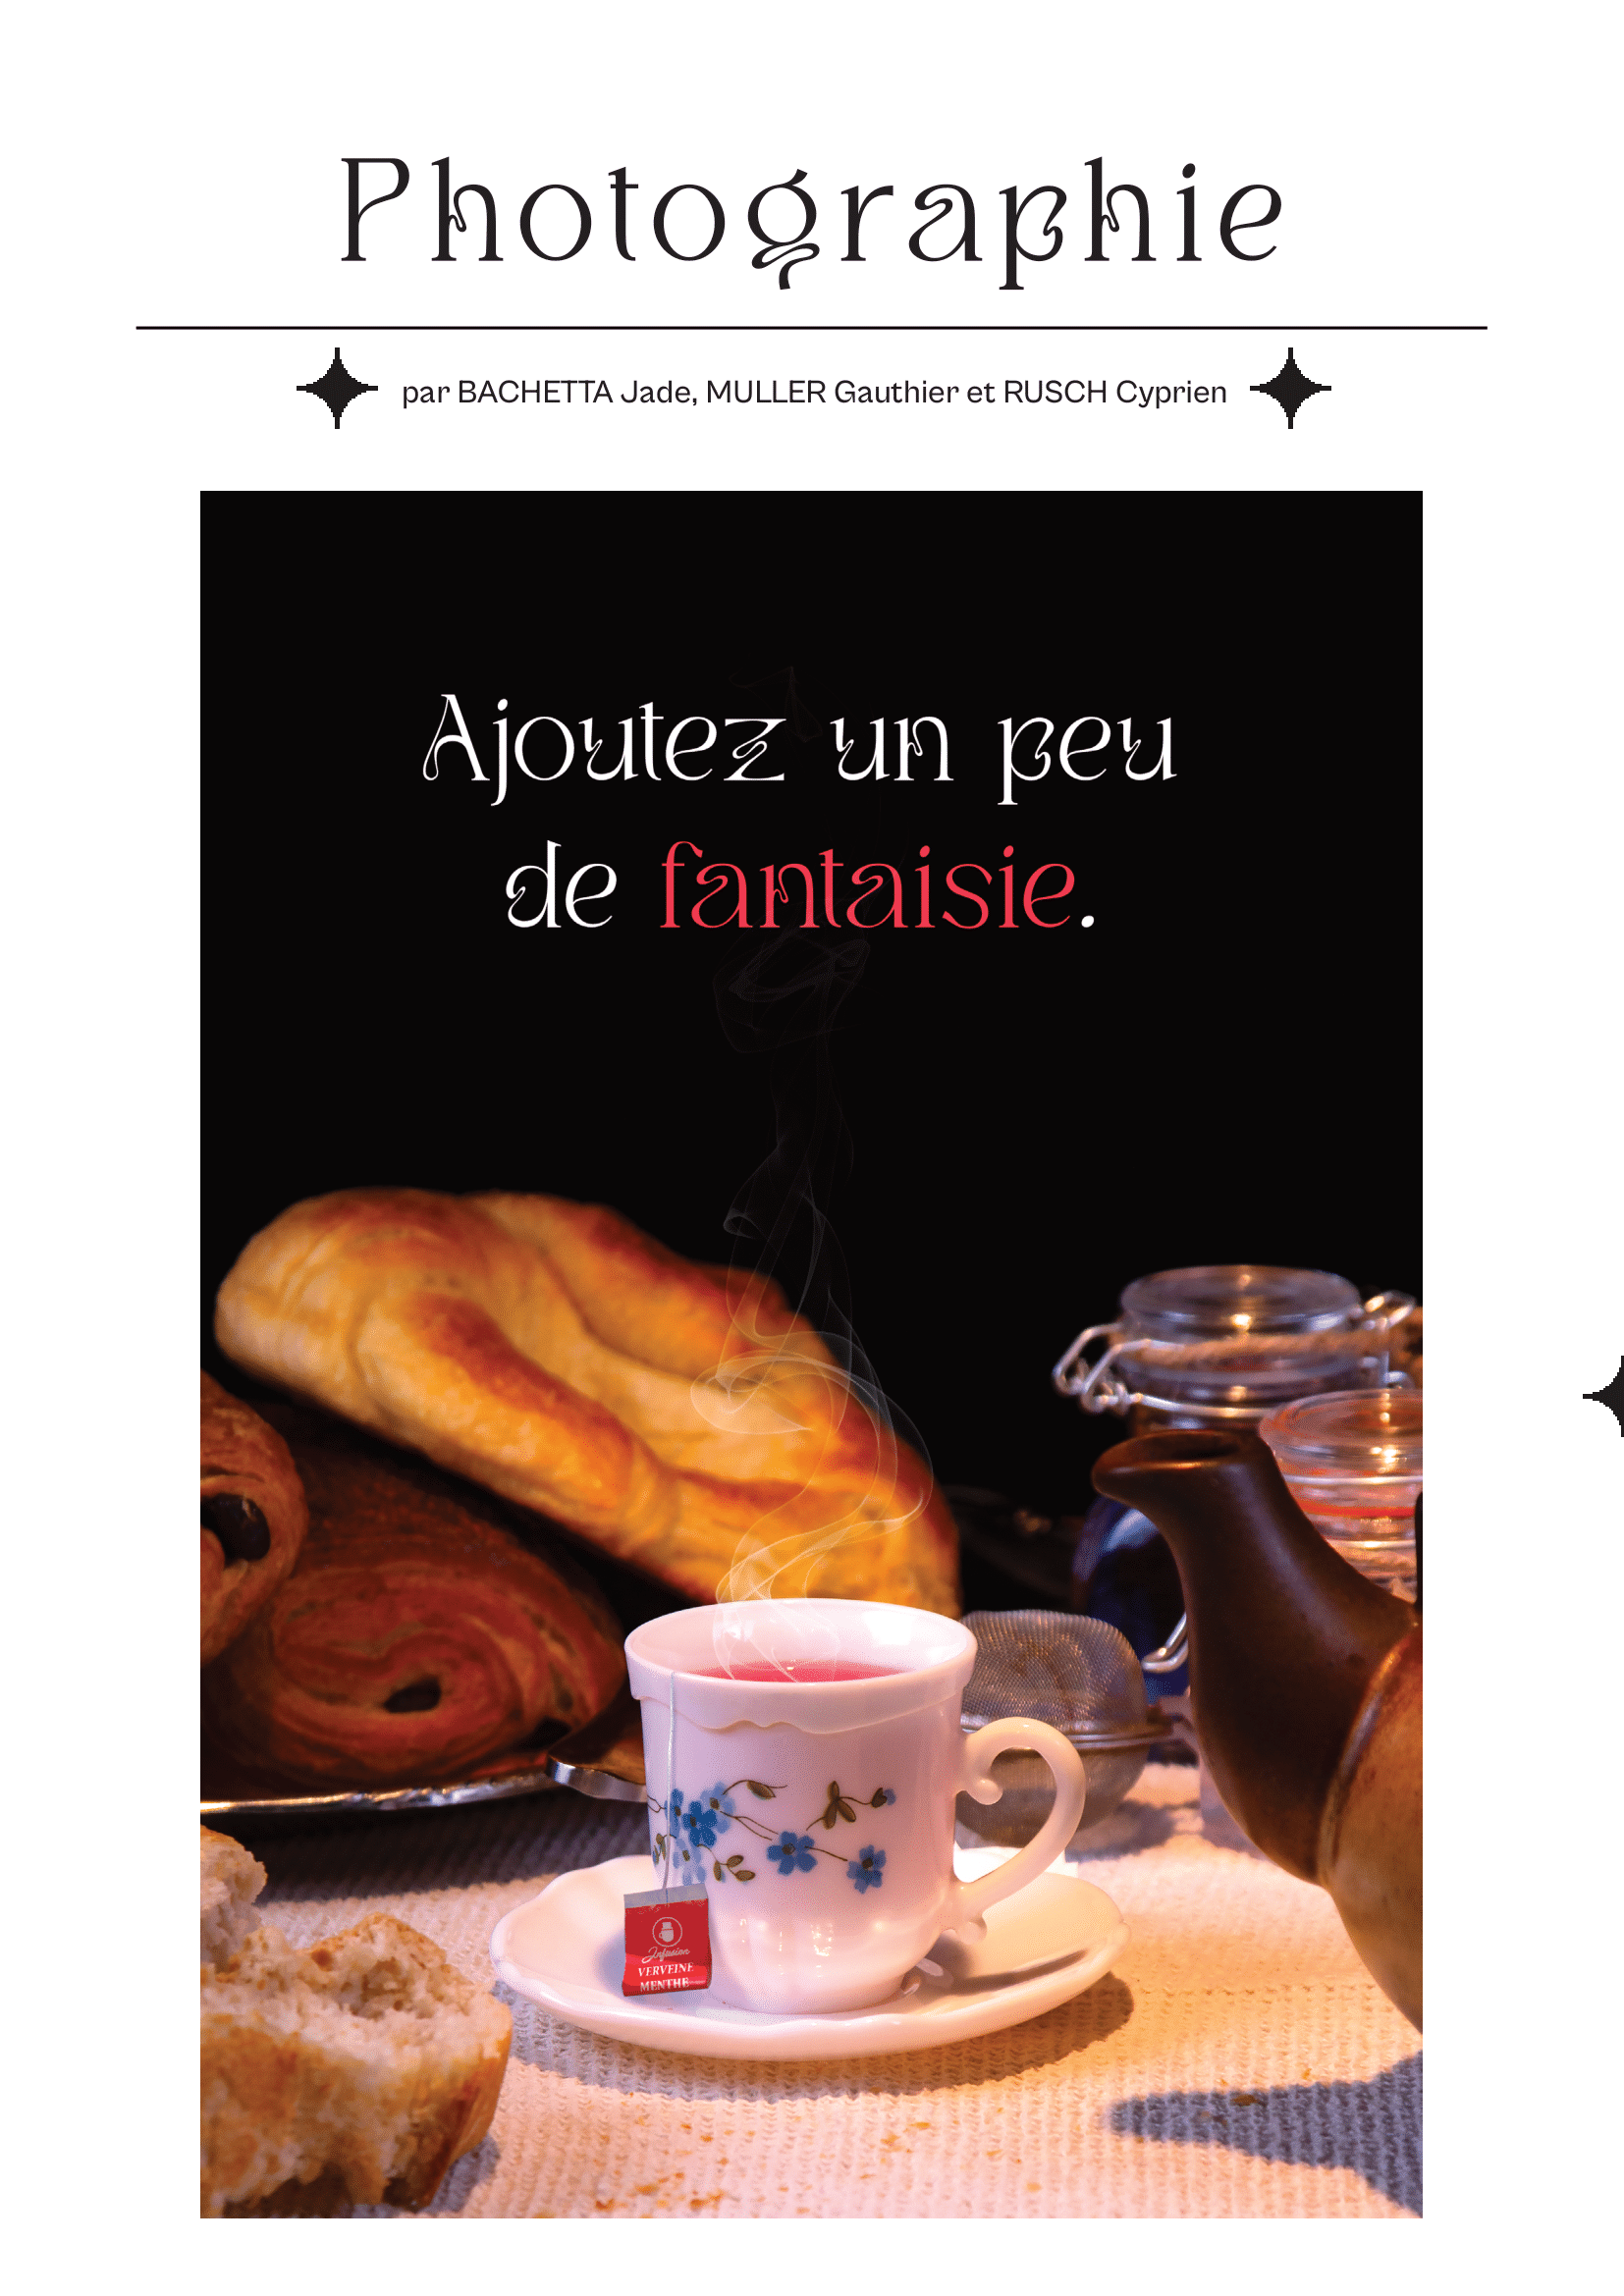 Photographie
par BACHETTA Jade, MULLER Gauthier et RUSCH Cyprien
Ajoutez un peu
de fantaisie.
Infusion
VERVEINE
MENTHE